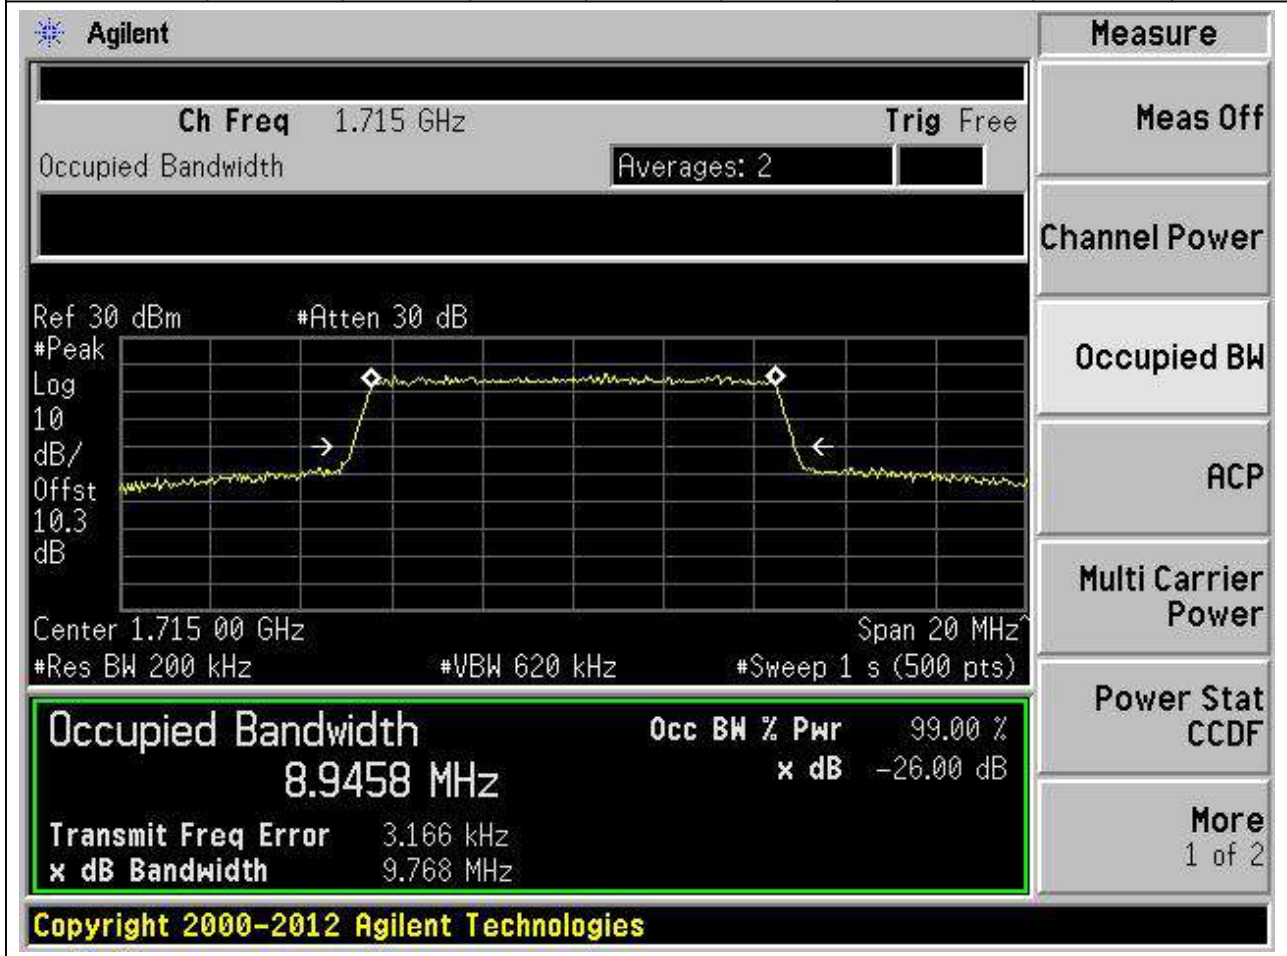 Agilent
Measure
Ch Freq 1.715 GHz Trig Free
Occupied Bandwidth Averages: 2
Meas Off
Channel Power
Occupied BW
ACP
Multi Carrier
Power
Power Stat
CCDF
More
1 of 2
Ref 30 dBm #Atten 30 dB
#Peak
Log
10
dB/
Offst
10.3
dB
Center 1.715 00 GHz Span 20 MHz^
#Res BW 200 kHz #VBW 620 kHz #Sweep 1 s (500 pts)
Occupied Bandwidth Occ BW % Pwr 99.00 %
8.9458 MHz x dB -26.00 dB
Transmit Freq Error 3.166 kHz
x dB Bandwidth 9.768 MHz
Copyright 2000-2012 Agilent Technologies